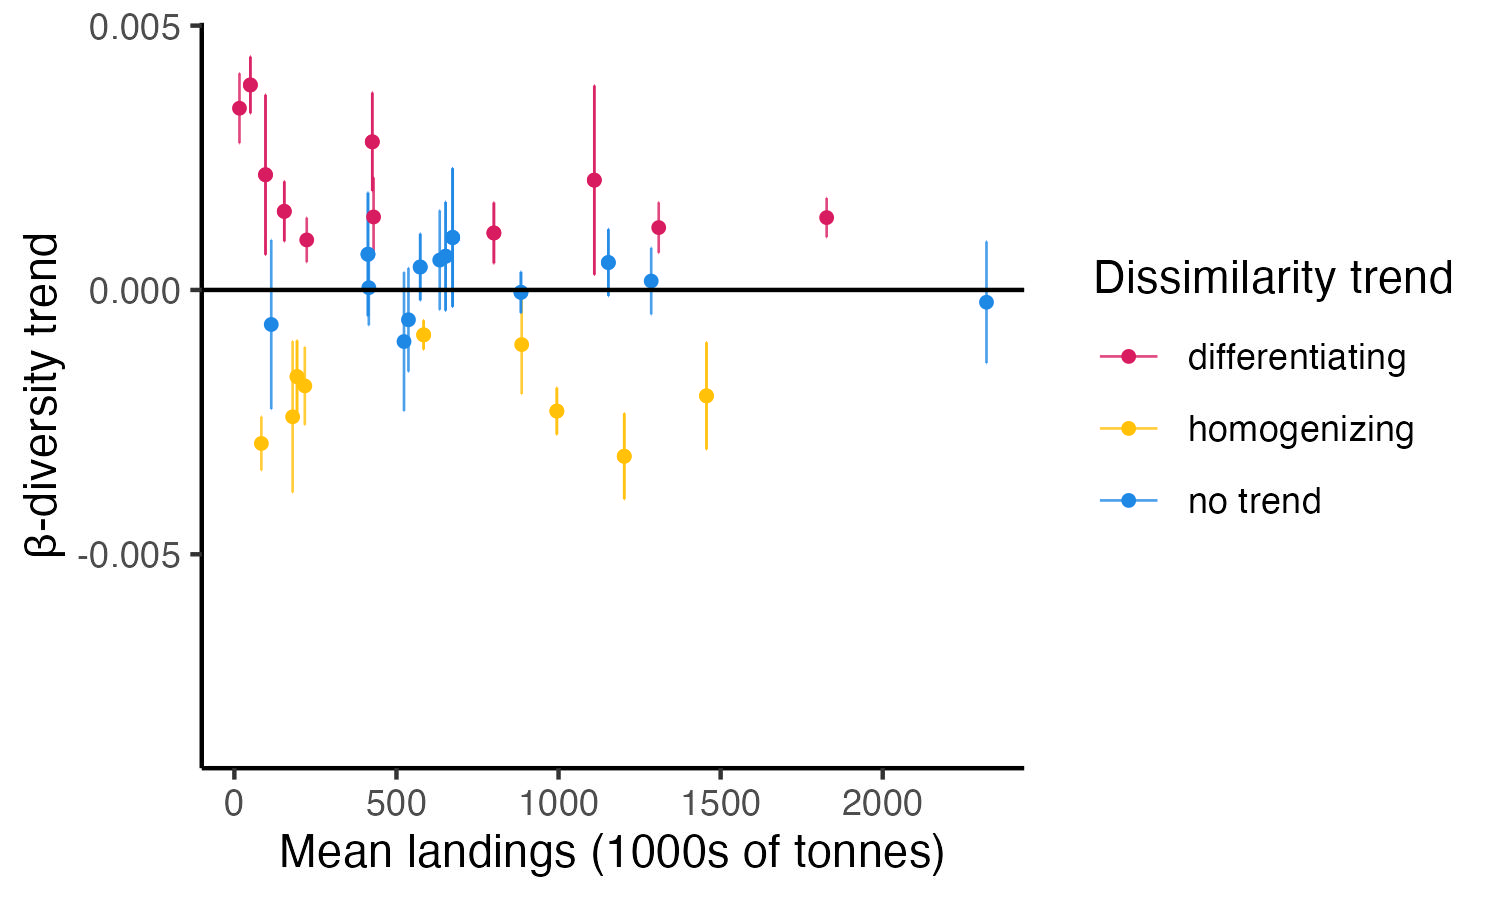 0.005
0.000
-0.005
β-diversity trend
0
500
1000
1500
2000
Mean landings (1000s of tonnes)
Dissimilarity trend
differentiating
homogenizing
no trend